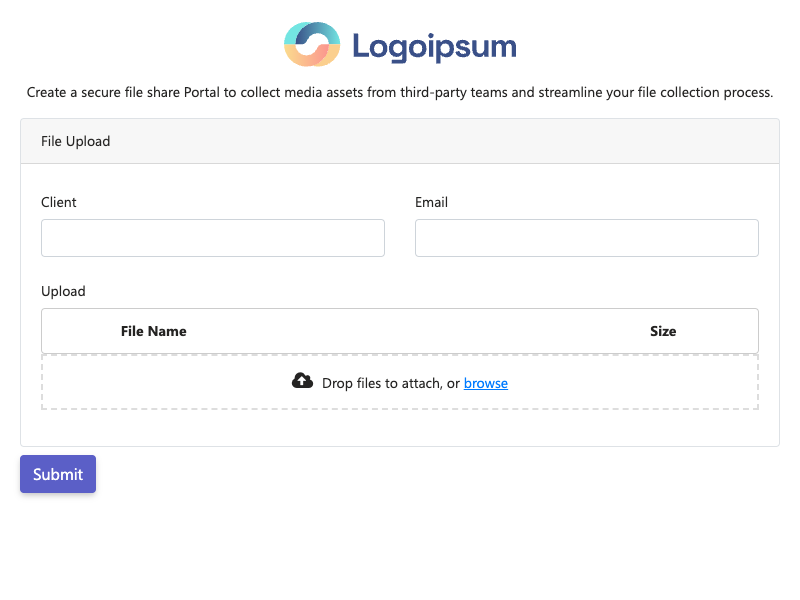 Logoipsum
Create a secure file share Portal to collect media assets from third-party teams and streamline your file collection process.
File Upload
Client
Email
Upload
File Name
Size
Drop files to attach, or browse
Submit